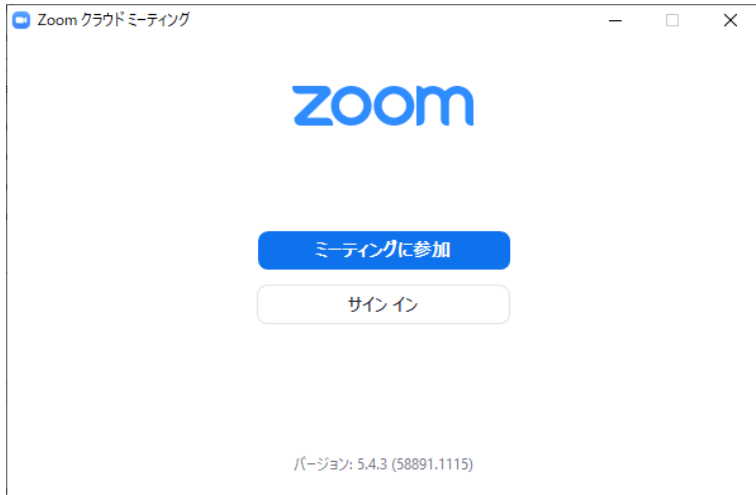 Zoom クラウド ミーティング
zoom
ミーティングに参加
サイン イン
バージョン: 5.4.3 (58891.1115)